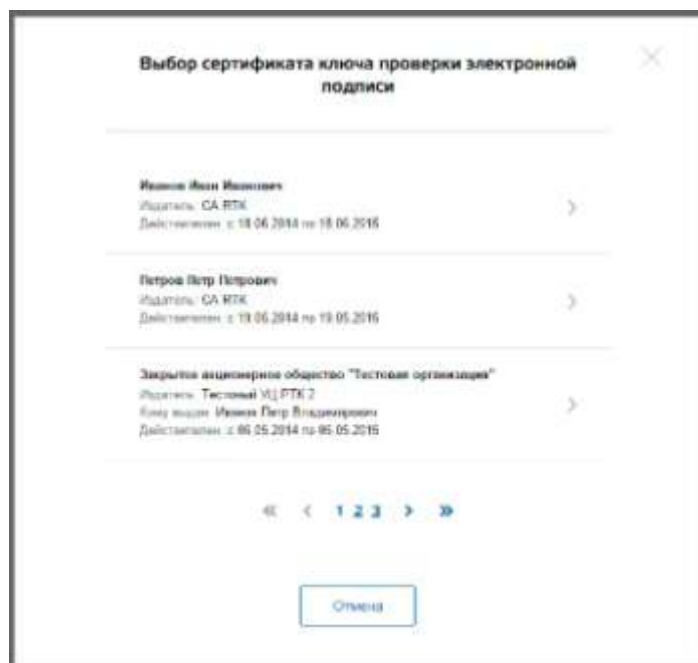 Выбор сертификата ключа проверки электронной
подписи
Иванов Иван Иванович
Издатель: CA RTK
Действителен: с 18.06.2014 по 18.06.2016
Петров Петр Петрович
Издатель: CA RTK
Действителен: с 19.05.2014 по 19.05.2016
Закрытое акционерное общество "Тестовая организация"
Издатель: Тестовый УЦ РТК 2
Кому выдан: Иванов Петр Владимирович
Действителен: с 06.05.2014 по 06.05.2016
« < 1 2 3 > »
Отмена